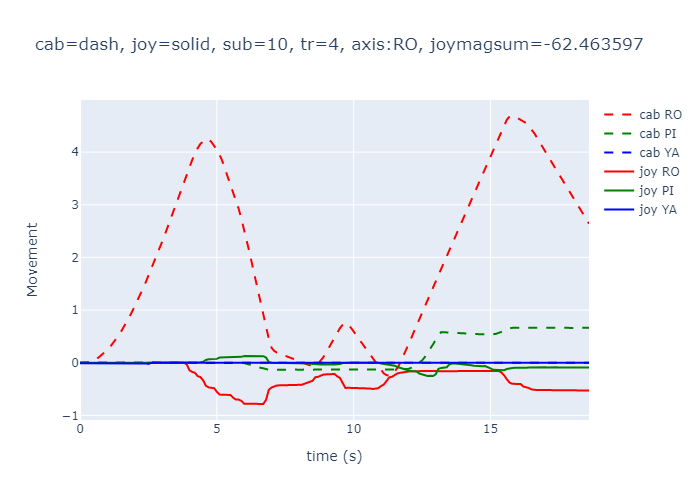 cab=dash, joy=solid, sub=10, tr=4, axis:RO, joymagsum=-62.463597
cab RO
cab PI
cab YA
joy RO
joy PI
joy YA
Movement
4
3
2
1
0
−1
0
5
10
15
time (s)